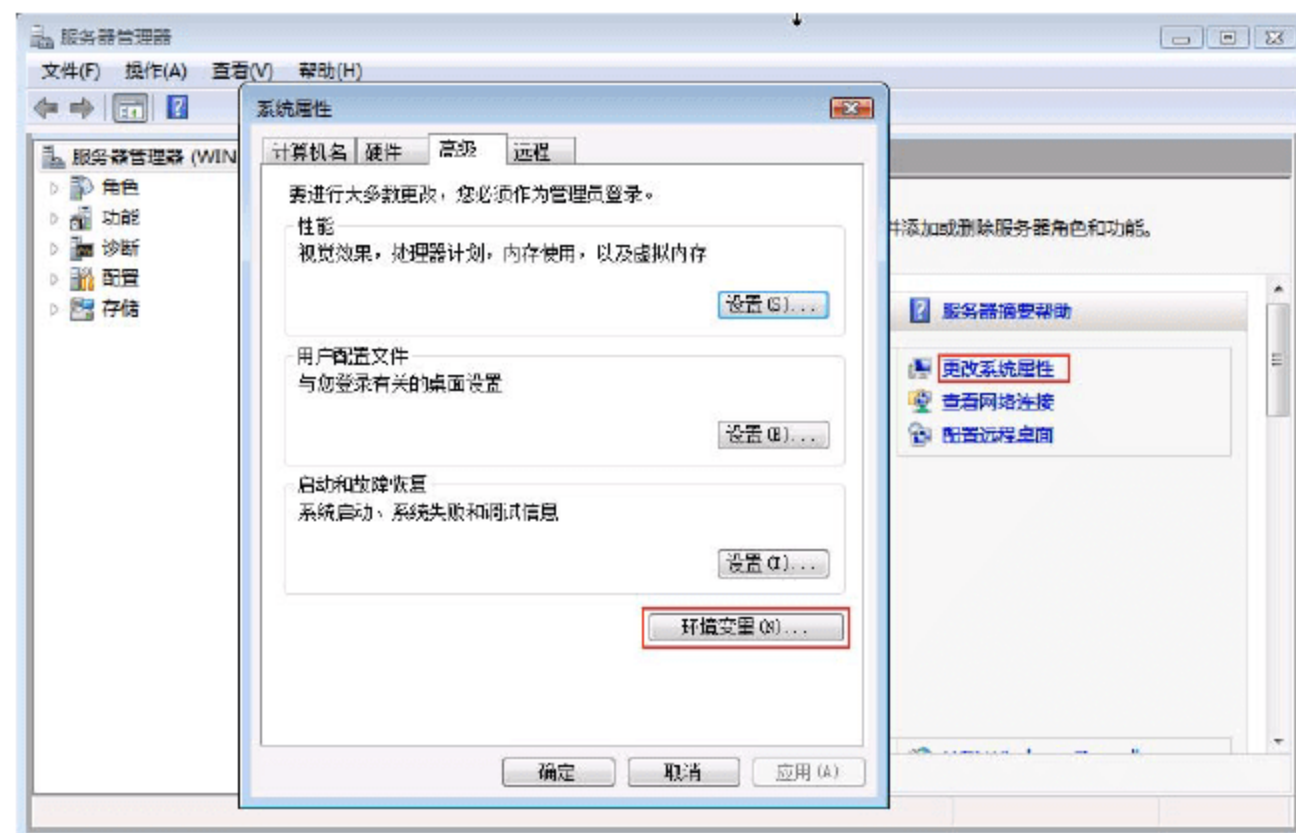 服务器管理器
文件(F) 操作(A) 查看(V) 帮助(H)
系统属性
服务器管理器 (WIN
角色
功能
诊断
配置
存储
计算机名 硬件 高级 远程
要进行大多数更改，您必须作为管理员登录。
性能
视觉效果，处理器计划，内存使用，以及虚拟内存
设置(S)...
用户配置文件
与您登录有关的桌面设置
设置(E)...
启动和故障恢复
系统启动、系统失败和调试信息
设置(T)...
环境变量(N)...
确定 取消 应用(A)
添加或删除服务器角色和功能。
服务器摘要帮助
更改系统属性
查看网络连接
配置远程桌面